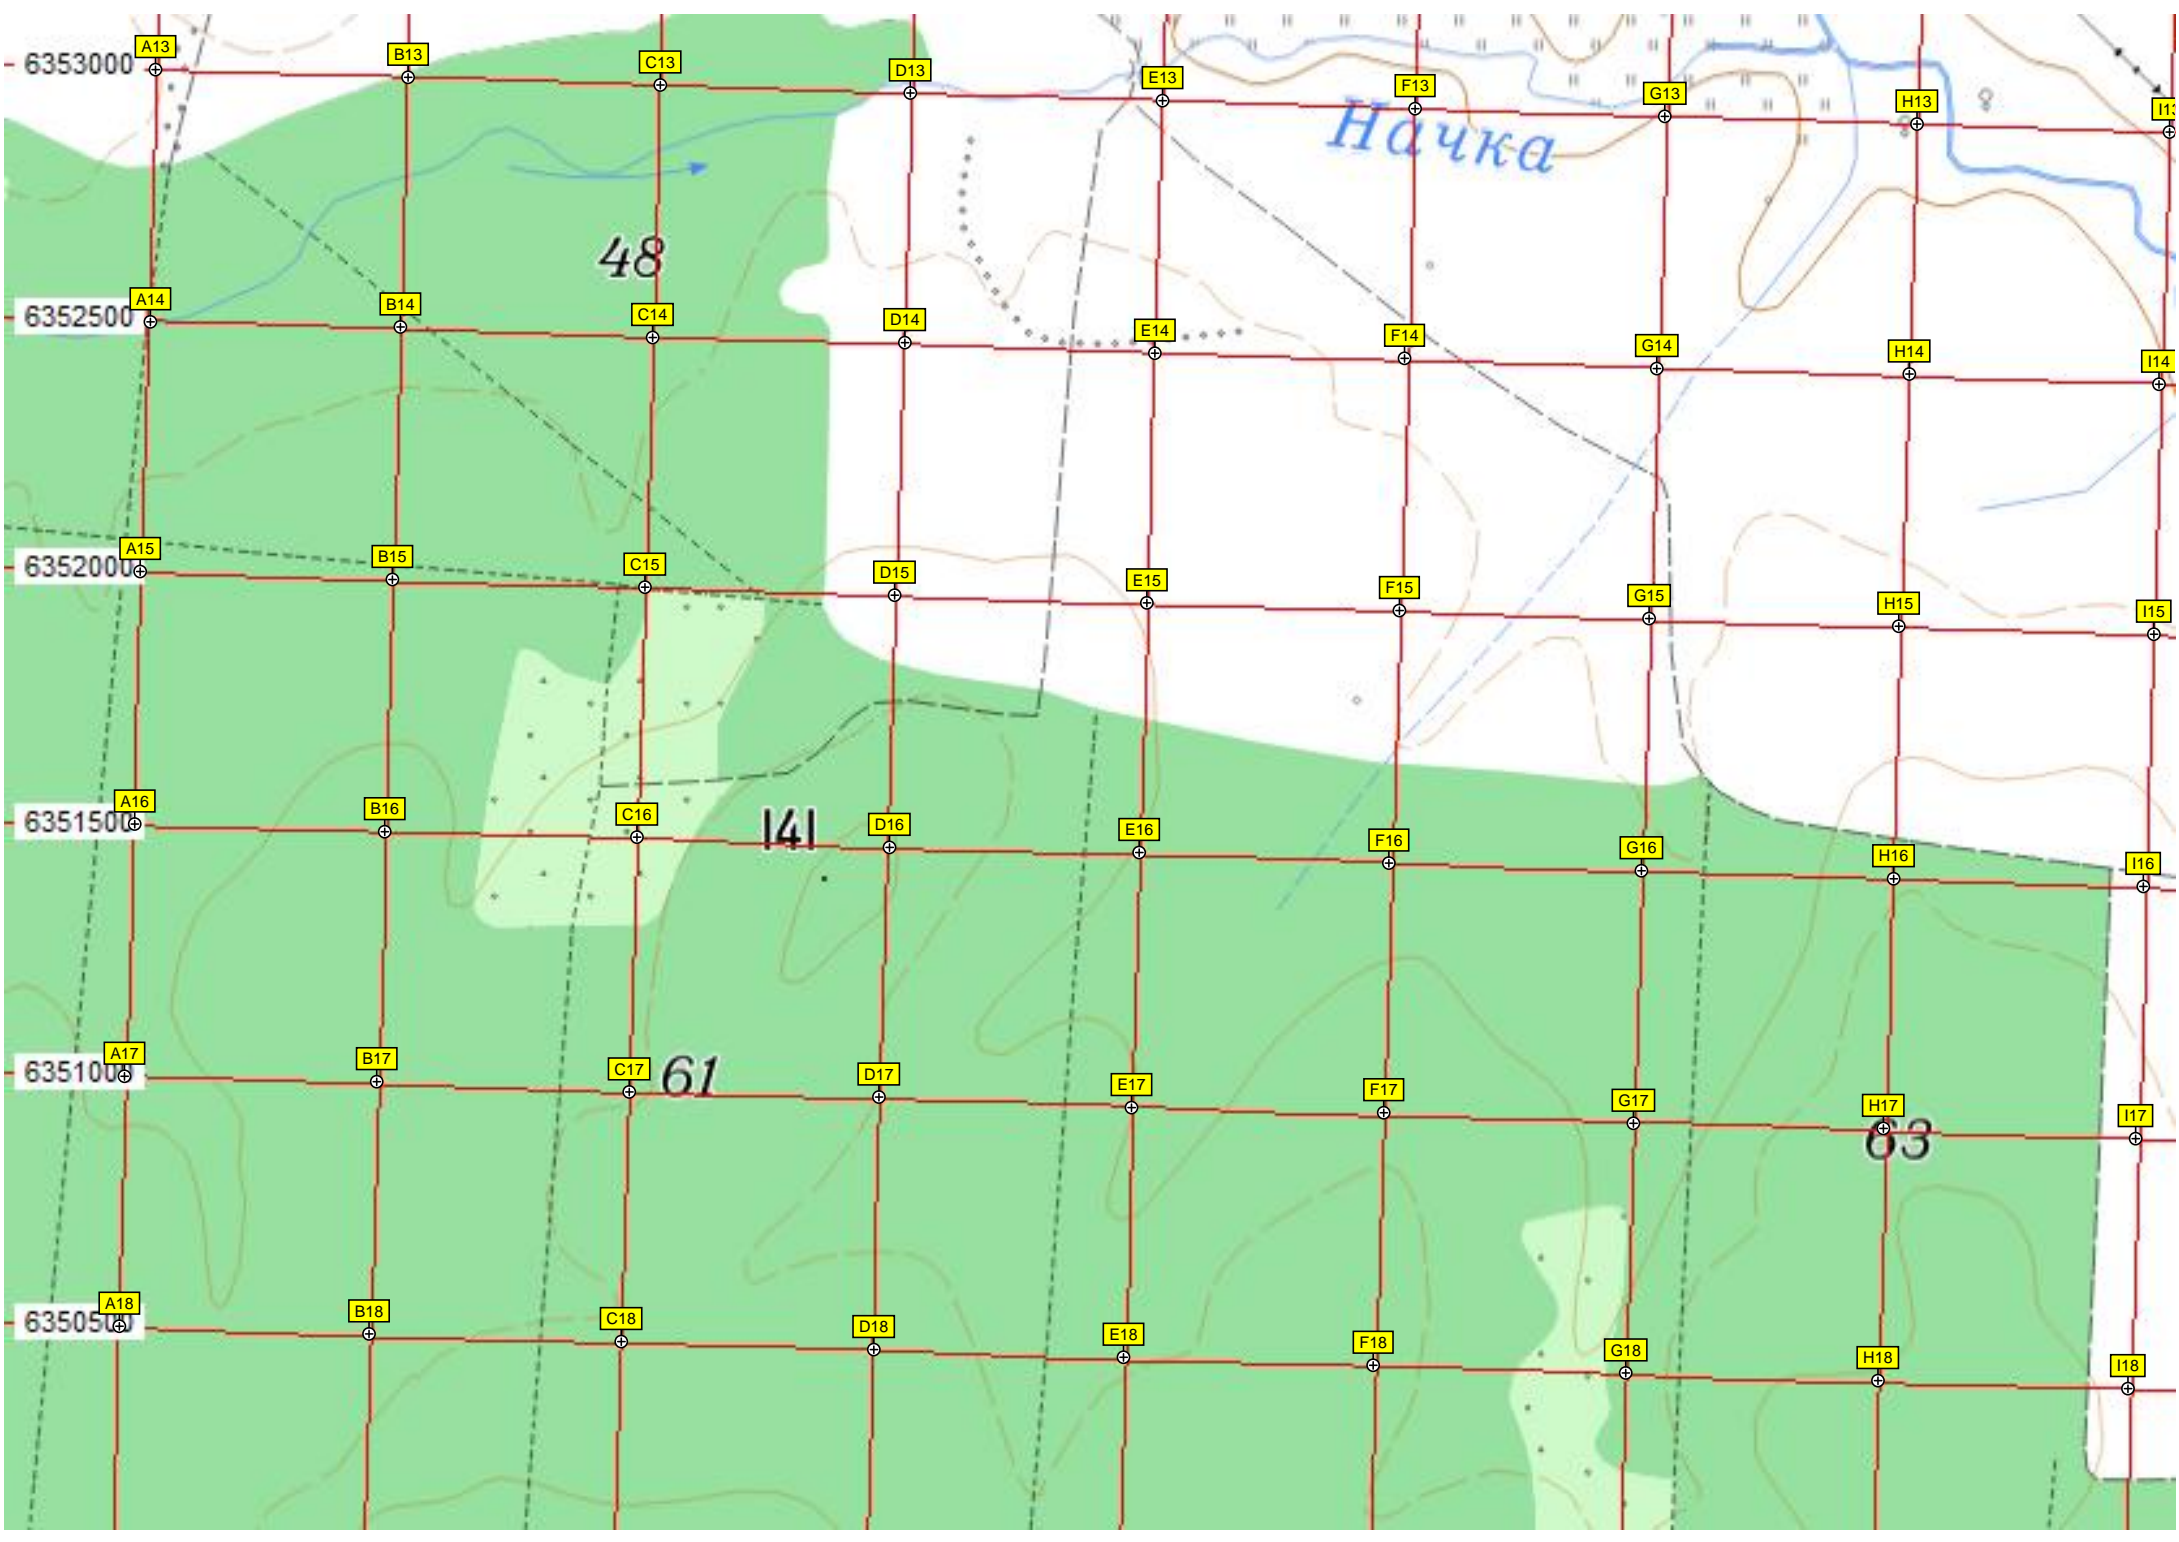 6353000 A13 B13 C13 D13 E13 F13 G13 H13
Начка
48
6352500 A14 B14 C14 D14 E14 F14 G14 H14 I14
6352000 A15 B15 C15 D15 E15 F15 G15 H15 I15
6351500 A16 B16 C16 141 D16 E16 F16 G16 H16 I16
6351000 A17 B17 C17 61 D17 E17 F17 G17 H17 I17
63
6350500 A18 B18 C18 D18 E18 F18 G18 H18 I18